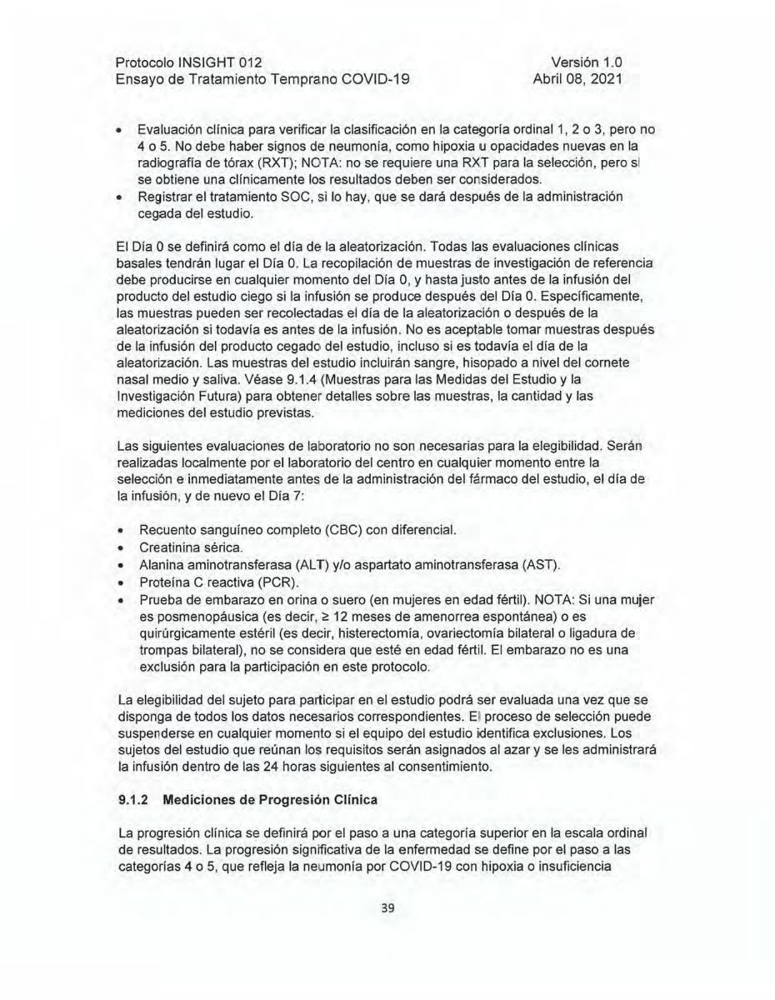 Protocolo INSIGHT 012 Versión 1.0
Ensayo de Tratamiento Temprano COVID-19 Abril 08, 2021
• Evaluación clínica para verificar la clasificación en la categoría ordinal 1, 2 o 3, pero no
4 o 5. No debe haber signos de neumonía, como hipoxia u opacidades nuevas en la
radiografía de tórax (RXT); NOTA: no se requiere una RXT para la selección, pero si
se obtiene una clínicamente los resultados deben ser considerados.
• Registrar el tratamiento SOC, si lo hay, que se dará después de la administración
cegada del estudio.
El Día 0 se definirá como el día de la aleatorización. Todas las evaluaciones clínicas
basales tendrán lugar el Día 0. La recopilación de muestras de investigación de referencia
debe producirse en cualquier momento del Día 0, y hasta justo antes de la infusión del
producto del estudio ciego si la infusión se produce después del Día 0. Específicamente,
las muestras pueden ser recolectadas el día de la aleatorización o después de la
aleatorización si todavía es antes de la infusión. No es aceptable tomar muestras después
de la infusión del producto cegado del estudio, incluso si es todavía el día de la
aleatorización. Las muestras del estudio incluirán sangre, hisopado a nivel del cornete
nasal medio y saliva. Véase 9.1.4 (Muestras para las Medidas del Estudio y la
Investigación Futura) para obtener detalles sobre las muestras, la cantidad y las
mediciones del estudio previstas.
Las siguientes evaluaciones de laboratorio no son necesarias para la elegibilidad. Serán
realizadas localmente por el laboratorio del centro en cualquier momento entre la
selección e inmediatamente antes de la administración del fármaco del estudio, el día de
la infusión, y de nuevo el Día 7:
• Recuento sanguíneo completo (CBC) con diferencial.
• Creatinina sérica.
• Alanina aminotransferasa (ALT) y/o aspartato aminotransferasa (AST).
• Proteína C reactiva (PCR).
• Prueba de embarazo en orina o suero (en mujeres en edad fértil). NOTA: Si una mujer
es posmenopáusica (es decir, ≥ 12 meses de amenorrea espontánea) o es
quirúrgicamente estéril (es decir, histerectomía, ovariectomía bilateral o ligadura de
trompas bilateral), no se considera que esté en edad fértil. El embarazo no es una
exclusión para la participación en este protocolo.
La elegibilidad del sujeto para participar en el estudio podrá ser evaluada una vez que se
disponga de todos los datos necesarios correspondientes. El proceso de selección puede
suspenderse en cualquier momento si el equipo del estudio identifica exclusiones. Los
sujetos del estudio que reúnan los requisitos serán asignados al azar y se les administrará
la infusión dentro de las 24 horas siguientes al consentimiento.
9.1.2 Mediciones de Progresión Clínica
La progresión clínica se definirá por el paso a una categoría superior en la escala ordinal
de resultados. La progresión significativa de la enfermedad se define por el paso a las
categorías 4 o 5, que refleja la neumonía por COVID-19 con hipoxia o insuficiencia
39